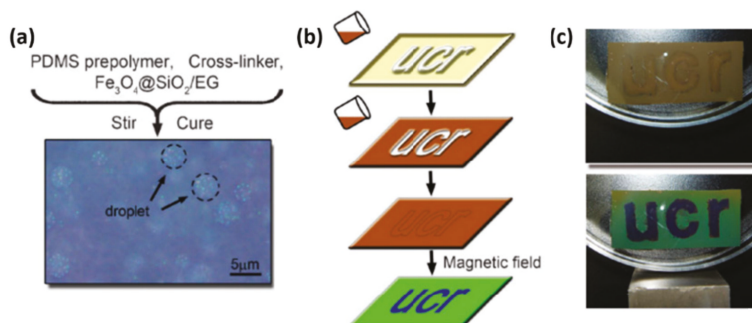 (a)
PDMS prepolymer, Cross-linker,
Fe₃O₄@SiO₂/EG
Stir Cure
droplet
5μm
(b)
ucr
ucr
ucr
Magnetic field
ucr
(c)
ucr
ucr